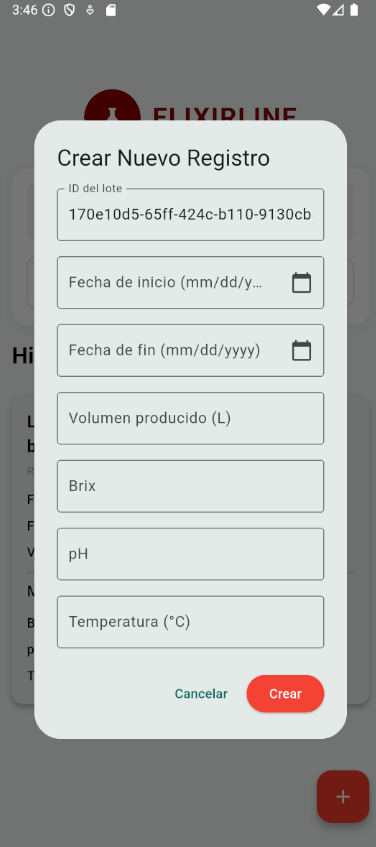 3:46
ELIXIRLINE
Crear Nuevo Registro
ID del lote
170e10d5-65ff-424c-b110-9130cb
Fecha de inicio (mm/dd/y...
Fecha de fin (mm/dd/yyyy)
Hi
Volumen producido (L)
L
b
Brix
R
F
F
V
pH
M
B
p
Temperatura (°C)
T
Cancelar
Crear
+